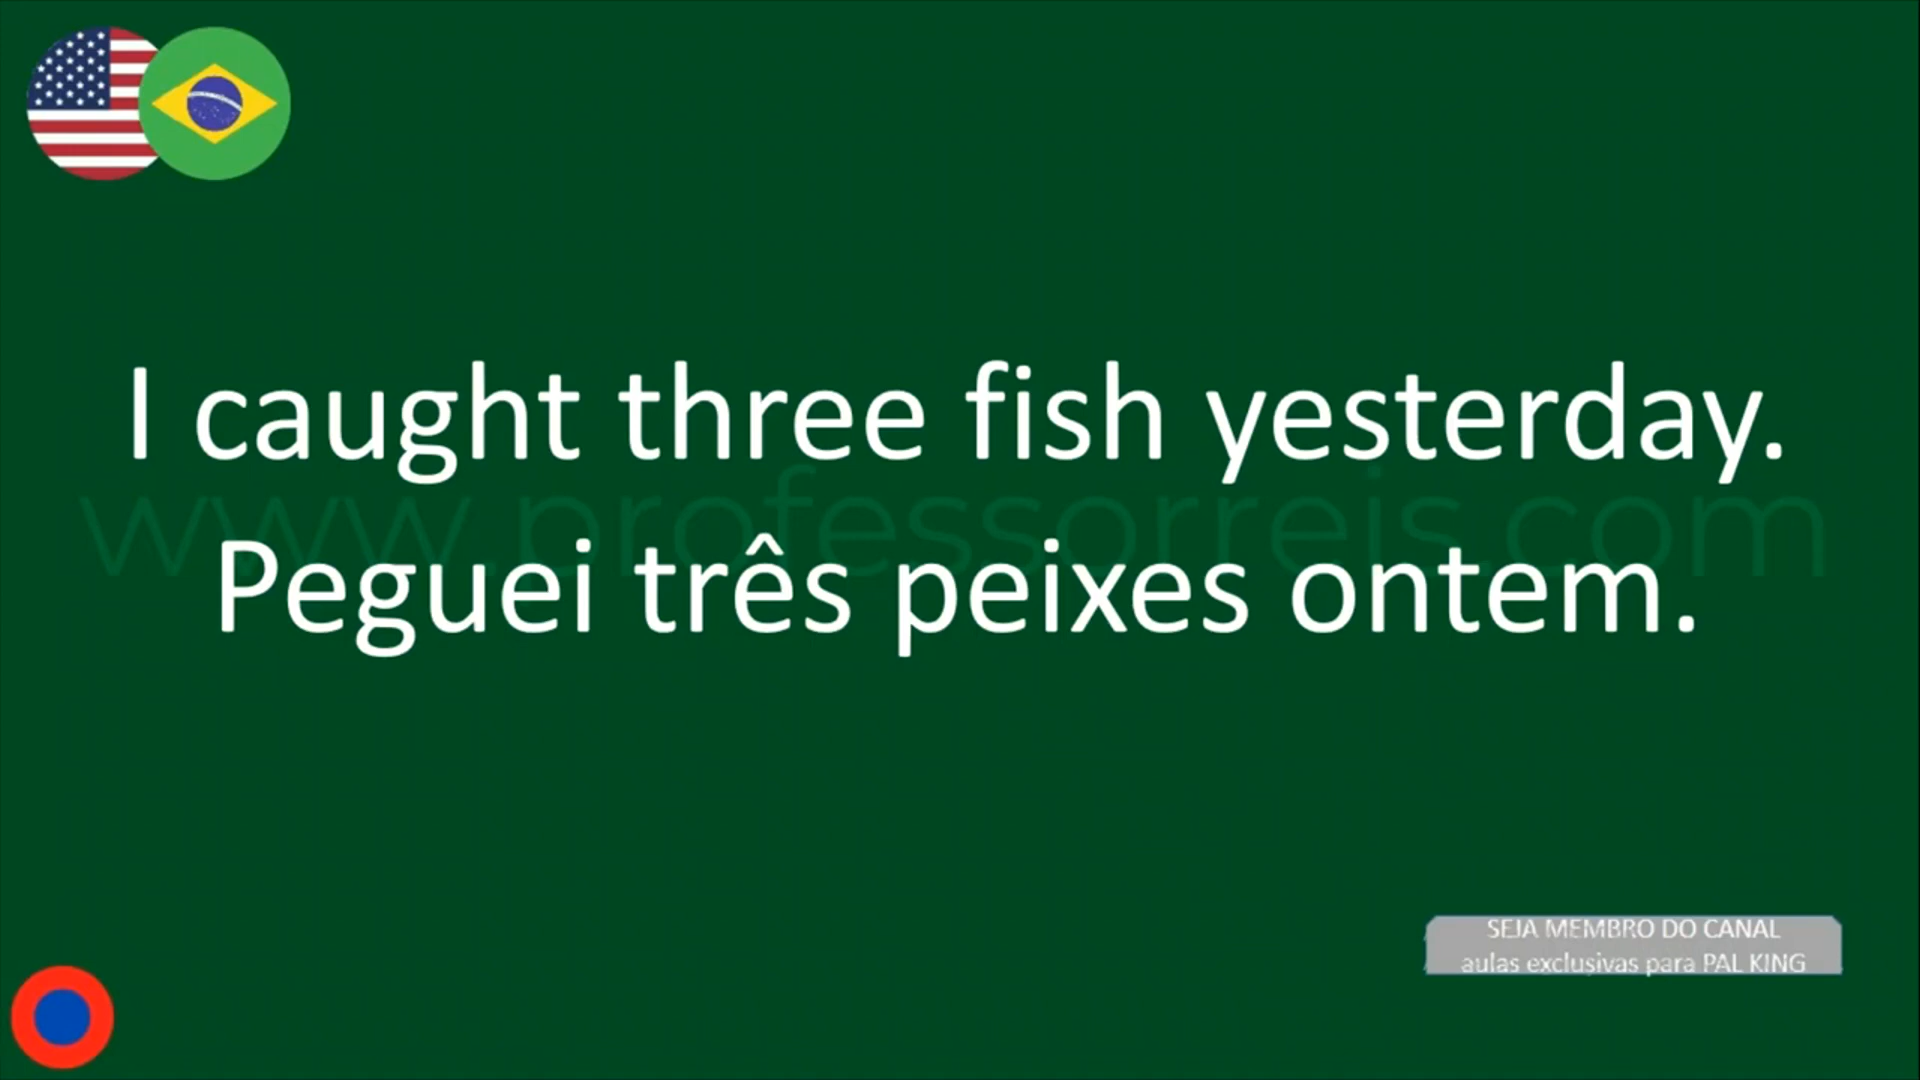 I caught three fish yesterday.
www.professorreis.com
Peguei três peixes ontem.
SEJA MEMBRO DO CANAL
aulas exclusivas para PAL KING